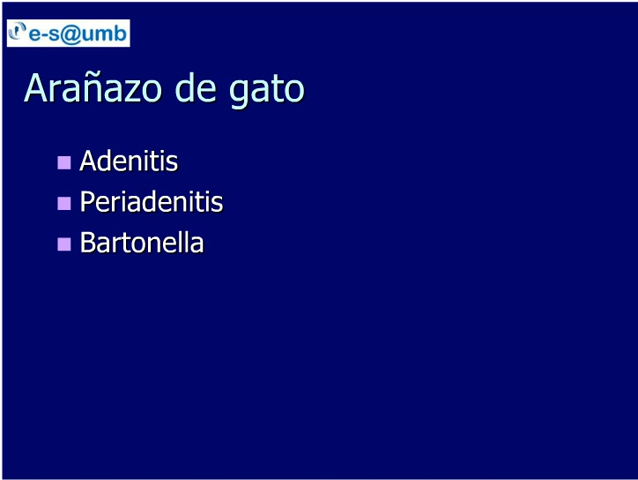 e-s@umb
Arañazo de gato
Adenitis
Periadenitis
Bartonella